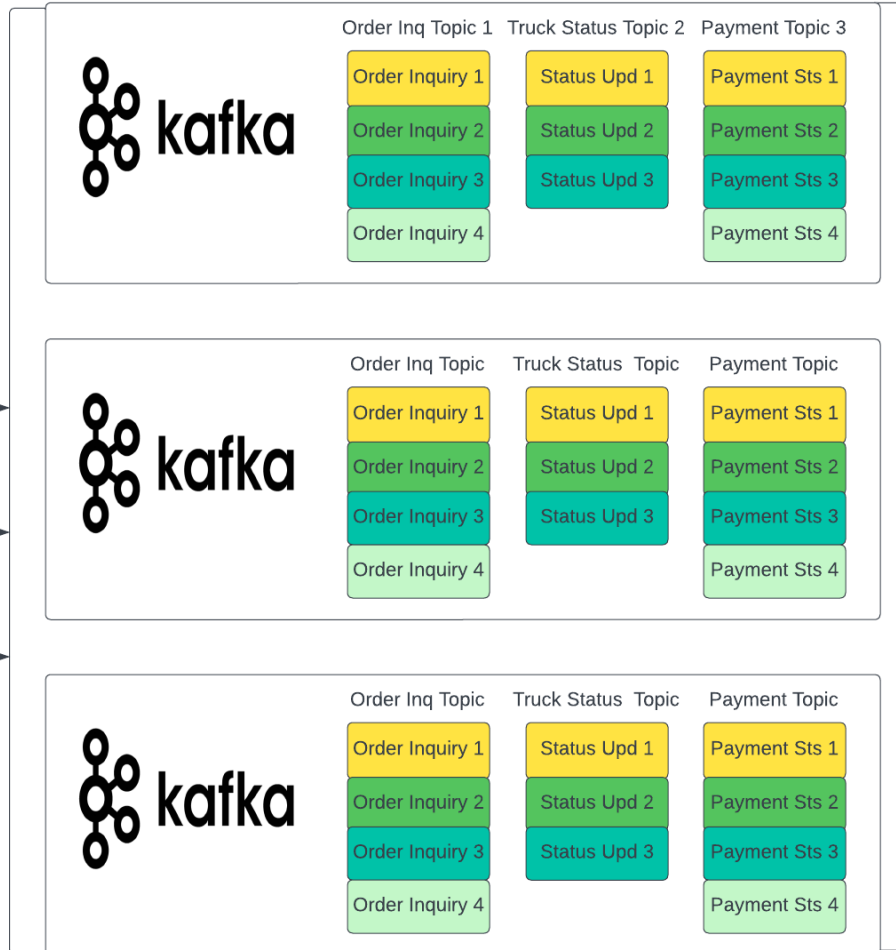 Order Inq Topic 1 Truck Status Topic 2 Payment Topic 3
kafka
Order Inquiry 1 Status Upd 1 Payment Sts 1
Order Inquiry 2 Status Upd 2 Payment Sts 2
Order Inquiry 3 Status Upd 3 Payment Sts 3
Order Inquiry 4 Payment Sts 4
Order Inq Topic Truck Status Topic Payment Topic
kafka
Order Inquiry 1 Status Upd 1 Payment Sts 1
Order Inquiry 2 Status Upd 2 Payment Sts 2
Order Inquiry 3 Status Upd 3 Payment Sts 3
Order Inquiry 4 Payment Sts 4
Order Inq Topic Truck Status Topic Payment Topic
kafka
Order Inquiry 1 Status Upd 1 Payment Sts 1
Order Inquiry 2 Status Upd 2 Payment Sts 2
Order Inquiry 3 Status Upd 3 Payment Sts 3
Order Inquiry 4 Payment Sts 4